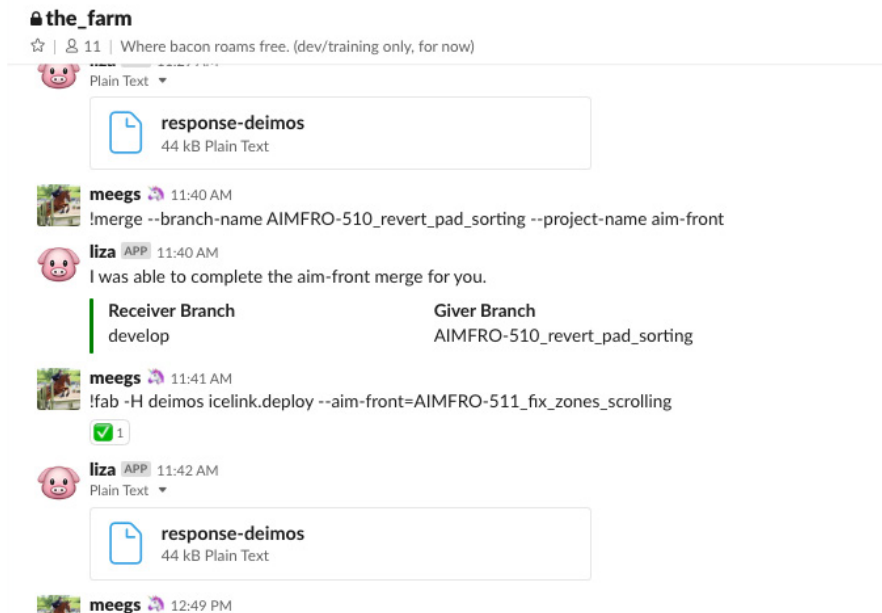 the_farm
11 | Where bacon roams free. (dev/training only, for now)
Plain Text
response-deimos
44 kB Plain Text
meegs 11:40 AM
!merge --branch-name AIMFRO-510_revert_pad_sorting --project-name aim-front
liza APP 11:40 AM
I was able to complete the aim-front merge for you.
Receiver Branch Giver Branch
develop AIMFRO-510_revert_pad_sorting
meegs 11:41 AM
!fab -H deimos icelink.deploy --aim-front=AIMFRO-511_fix_zones_scrolling
1
liza APP 11:42 AM
Plain Text
response-deimos
44 kB Plain Text
meegs 12:49 PM